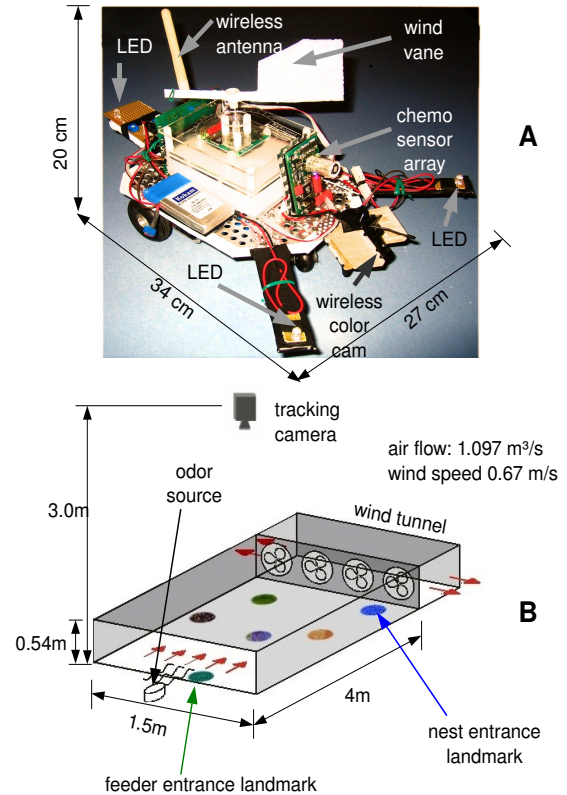 wireless
antenna
LED
wind
vane
chemo
sensor
array
A
20 cm
LED
LED
wireless
color
cam
34 cm
27 cm
tracking
camera
air flow: 1.097 m³/s
wind speed 0.67 m/s
odor
source
3.0m
wind tunnel
B
0.54m
4m
1.5m
nest entrance
landmark
feeder entrance landmark